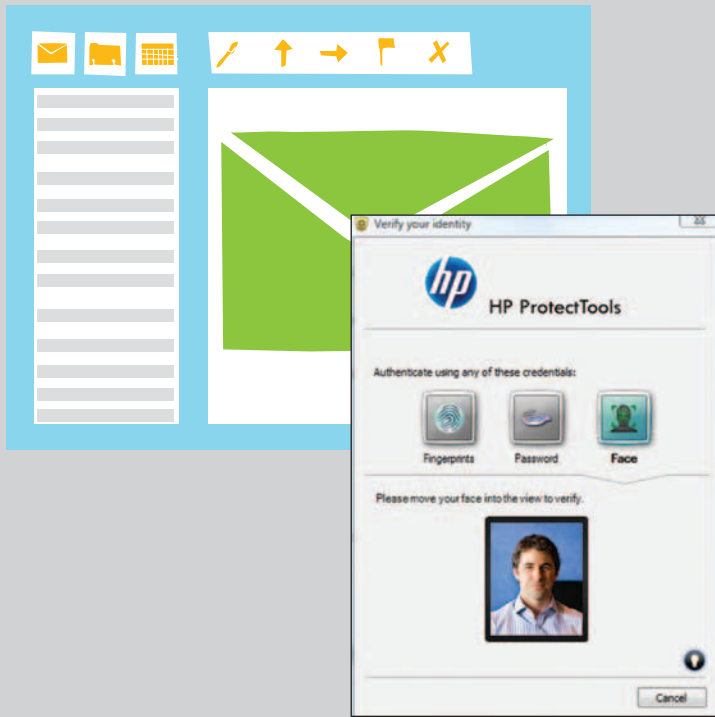 Verify your identity
hp
HP ProtectTools
Authenticate using any of these credentials:
Fingerprints Password Face
Please move your face into the view to verify.
Cancel